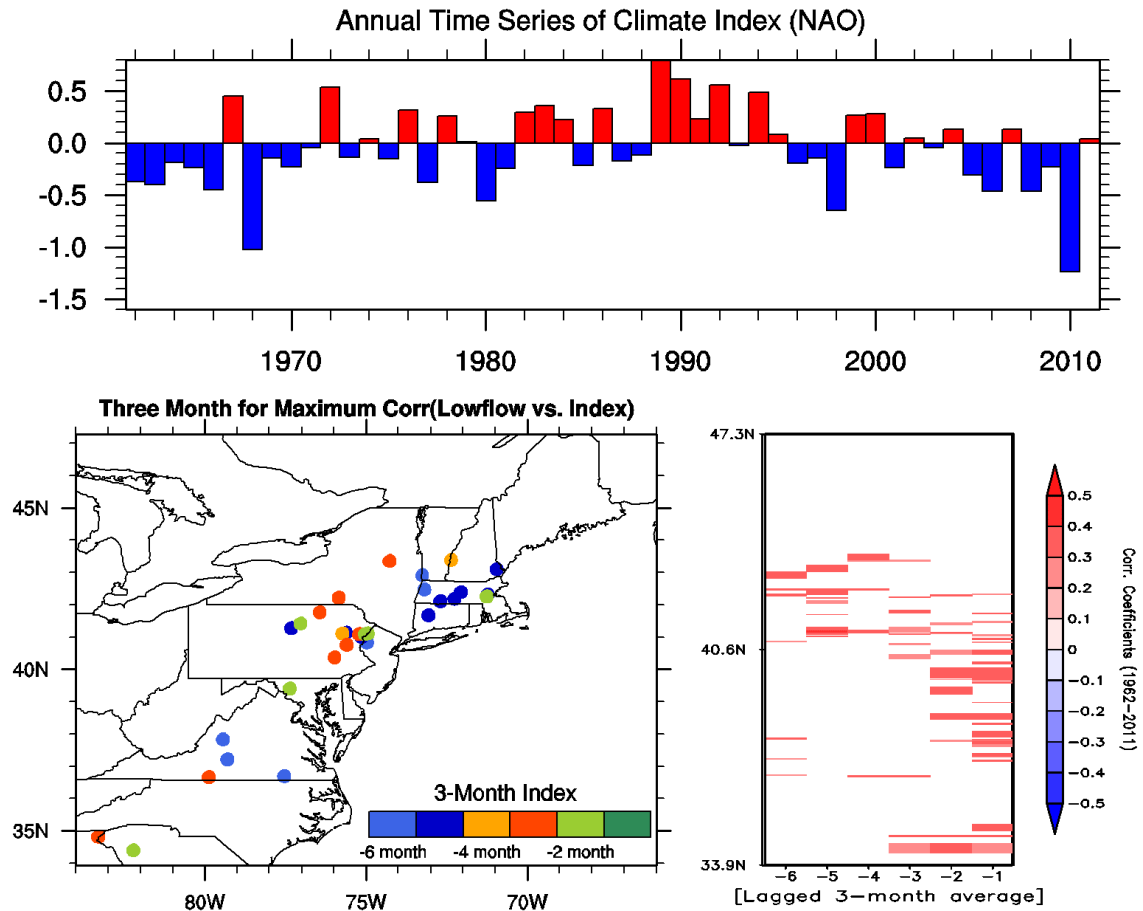 Annual Time Series of Climate Index (NAO)
0.5
0.0
-0.5
-1.0
-1.5
1970 1980 1990 2000 2010
Three Month for Maximum Corr(Lowflow vs. Index)
45N
40N
35N
80W 75W 70W
3-Month Index
-6 month -4 month -2 month
47.3N
40.6N
33.9N
-6 -5 -4 -3 -2 -1
[Lagged 3-month average]
0.5
0.4
0.3
0.2
0.1
0
-0.1
-0.2
-0.3
-0.4
-0.5
Corr. Coefficients (1962-2011)